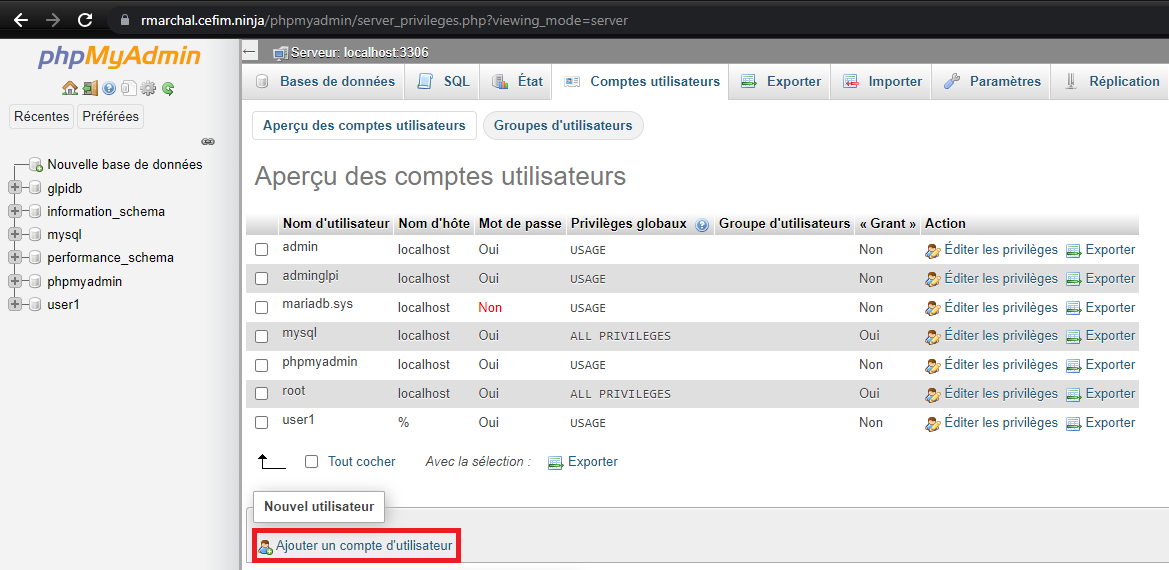 rmarchal.cefim.ninja/phpmyadmin/server_privileges.php?viewing_mode=server
phpMyAdmin
Récentes Préférées
Nouvelle base de données
glpidb
information_schema
mysql
performance_schema
phpmyadmin
user1
Serveur: localhost:3306
Bases de données SQL État Comptes utilisateurs Exporter Importer Paramètres Réplication
Aperçu des comptes utilisateurs Groupes d'utilisateurs
Aperçu des comptes utilisateurs
Nom d'utilisateur Nom d'hôte Mot de passe Privilèges globaux Groupe d'utilisateurs « Grant » Action
admin localhost Oui USAGE Non Éditer les privilèges Exporter
adminglpi localhost Oui USAGE Non Éditer les privilèges Exporter
mariadb.sys localhost Non USAGE Non Éditer les privilèges Exporter
mysql localhost Oui ALL PRIVILEGES Oui Éditer les privilèges Exporter
phpmyadmin localhost Oui USAGE Non Éditer les privilèges Exporter
root localhost Oui ALL PRIVILEGES Oui Éditer les privilèges Exporter
user1 % Oui USAGE Non Éditer les privilèges Exporter
Tout cocher Avec la sélection : Exporter
Nouvel utilisateur
Ajouter un compte d'utilisateur